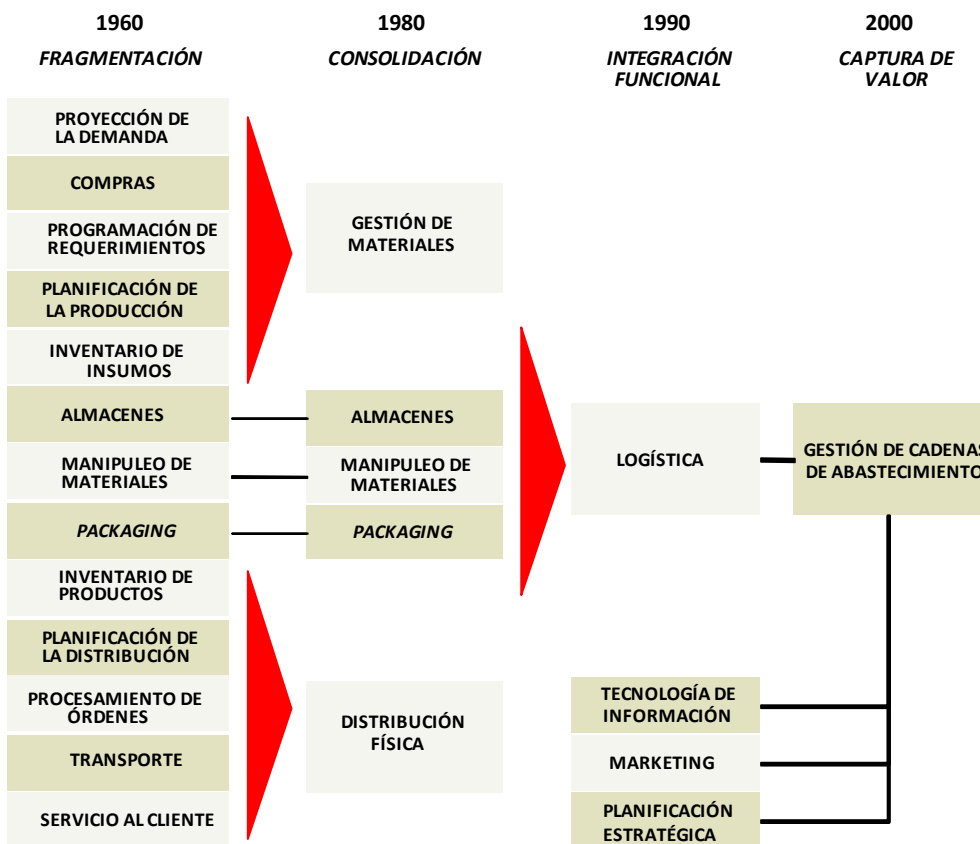 1960
FRAGMENTACIÓN
PROYECCIÓN DE
LA DEMANDA
COMPRAS
PROGRAMACIÓN DE
REQUERIMIENTOS
PLANIFICACIÓN DE
LA PRODUCCIÓN
INVENTARIO DE
INSUMOS
ALMACENES
MANIPULEO DE
MATERIALES
PACKAGING
INVENTARIO DE
PRODUCTOS
PLANIFICACIÓN DE
LA DISTRIBUCIÓN
PROCESAMIENTO DE
ÓRDENES
TRANSPORTE
SERVICIO AL CLIENTE
1980
CONSOLIDACIÓN
GESTIÓN DE
MATERIALES
ALMACENES
MANIPULEO DE
MATERIALES
PACKAGING
DISTRIBUCIÓN
FÍSICA
1990
INTEGRACIÓN
FUNCIONAL
LOGÍSTICA
TECNOLOGÍA DE
INFORMACIÓN
MARKETING
PLANIFICACIÓN
ESTRATÉGICA
2000
CAPTURA DE
VALOR
GESTIÓN DE CADENAS
DE ABASTECIMIENTO